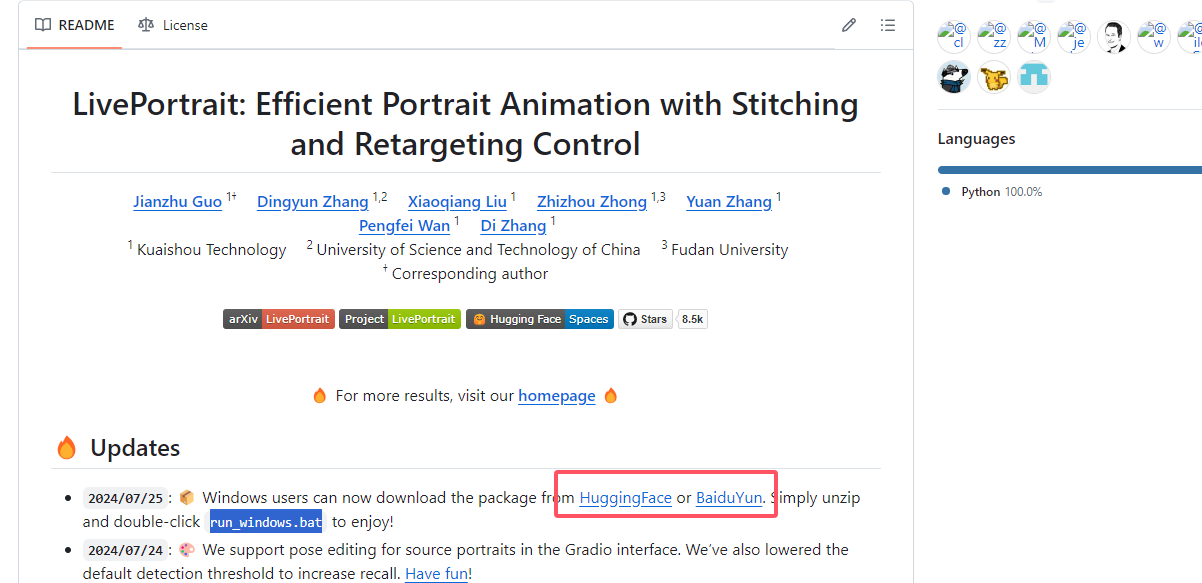 README License
LivePortrait: Efficient Portrait Animation with Stitching
and Retargeting Control
Jianzhu Guo 1† Dingyun Zhang 1,2 Xiaoqiang Liu 1 Zhizhou Zhong 1,3 Yuan Zhang 1
Pengfei Wan 1 Di Zhang 1
1 Kuaishou Technology 2 University of Science and Technology of China 3 Fudan University
† Corresponding author
arXiv LivePortrait Project LivePortrait 🤗 Hugging Face Spaces Stars 8.5k
🔥 For more results, visit our homepage 🔥
🔥 Updates
• 2024/07/25: 📦 Windows users can now download the package from HuggingFace or BaiduYun. Simply unzip
and double-click run_windows.bat to enjoy!
• 2024/07/24: 🎨 We support pose editing for source portraits in the Gradio interface. We’ve also lowered the
default detection threshold to increase recall. Have fun!
@ @ @ @ @
cl zz M je w
Languages
Python 100.0%